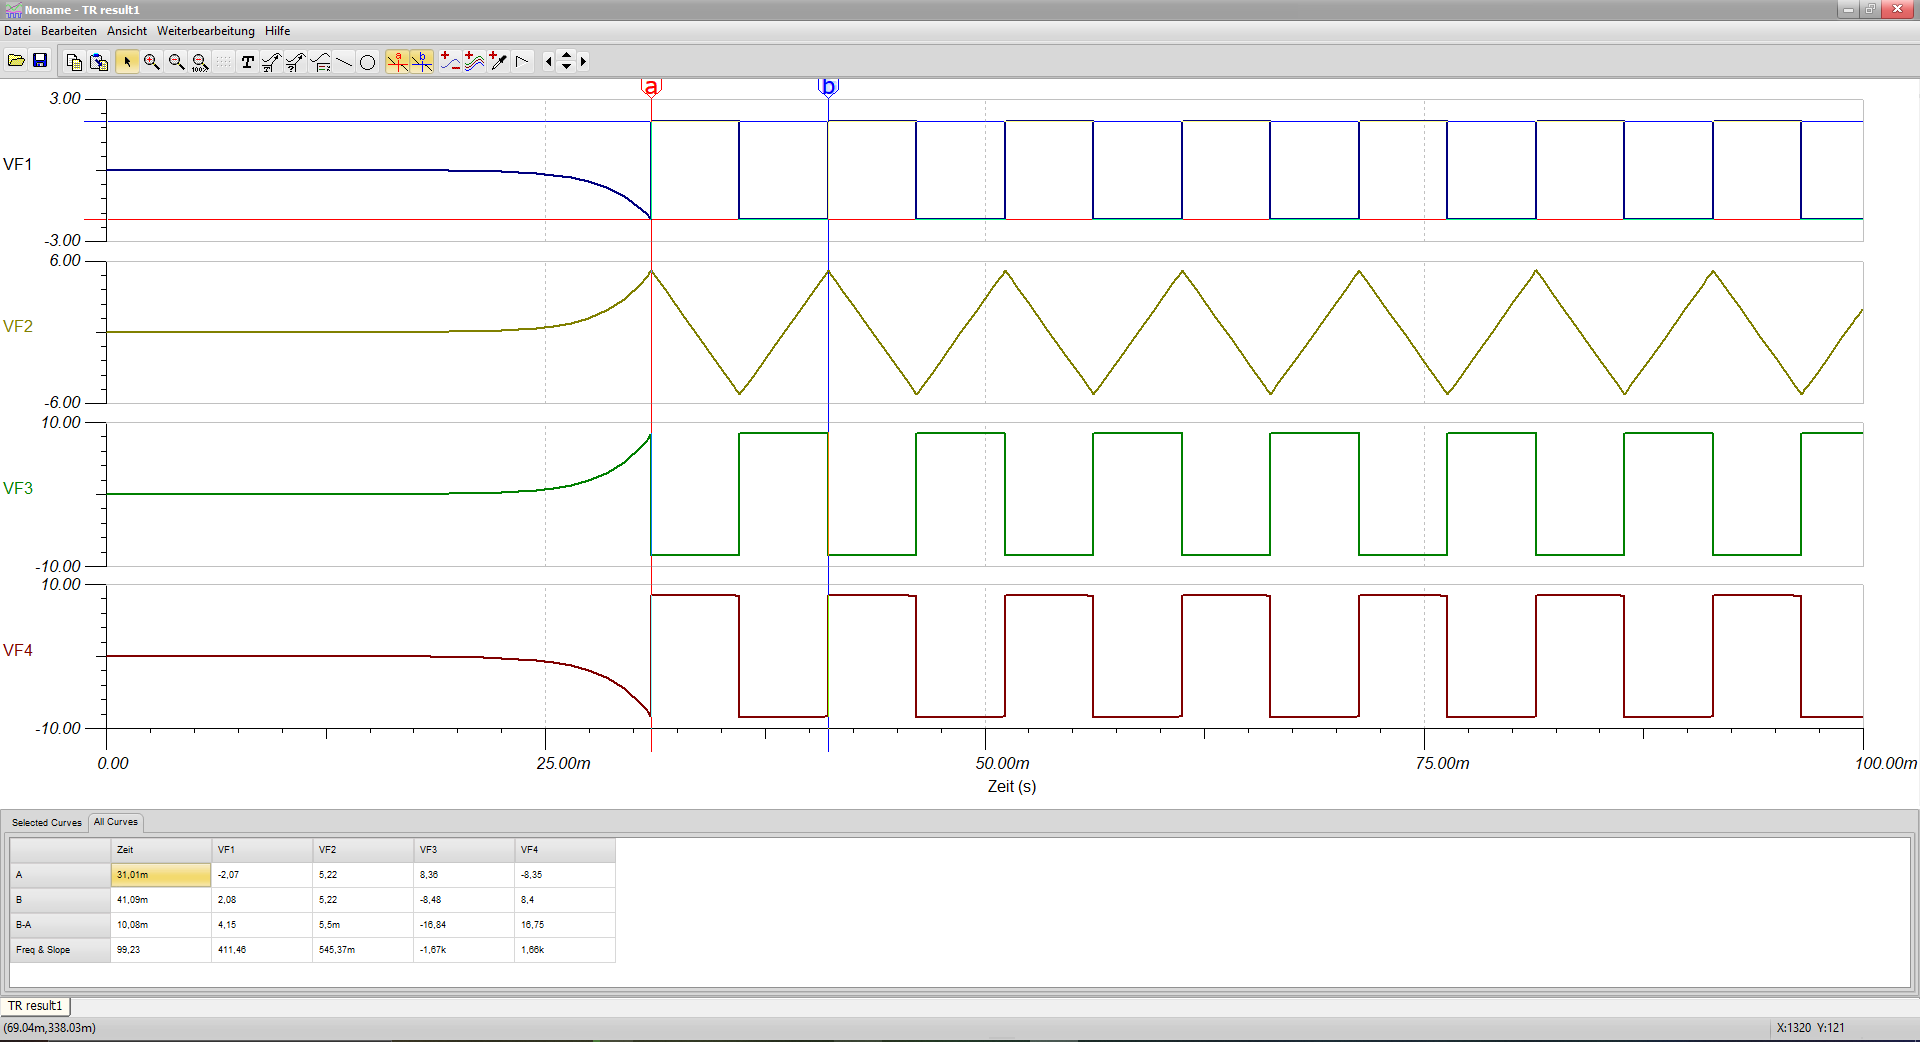 Noname - TR result1
Datei Bearbeiten Ansicht Weiterbearbeitung Hilfe
100%
T
a b
a b
3.00
VF1
-3.00
6.00
VF2
-6.00
10.00
VF3
-10.00
10.00
VF4
-10.00
0.00 25.00m 50.00m 75.00m 100.00m
Zeit (s)
Selected Curves All Curves
Zeit VF1 VF2 VF3 VF4
A 31,01m -2,07 5,22 8,36 -8,35
B 41,09m 2,08 5,22 -8,48 8,4
B-A 10,08m 4,15 5,5m -16,84 16,75
Freq & Slope 99,23 411,46 545,37m -1,67k 1,66k
TR result1
(69.04m,338.03m) X:1320 Y:121